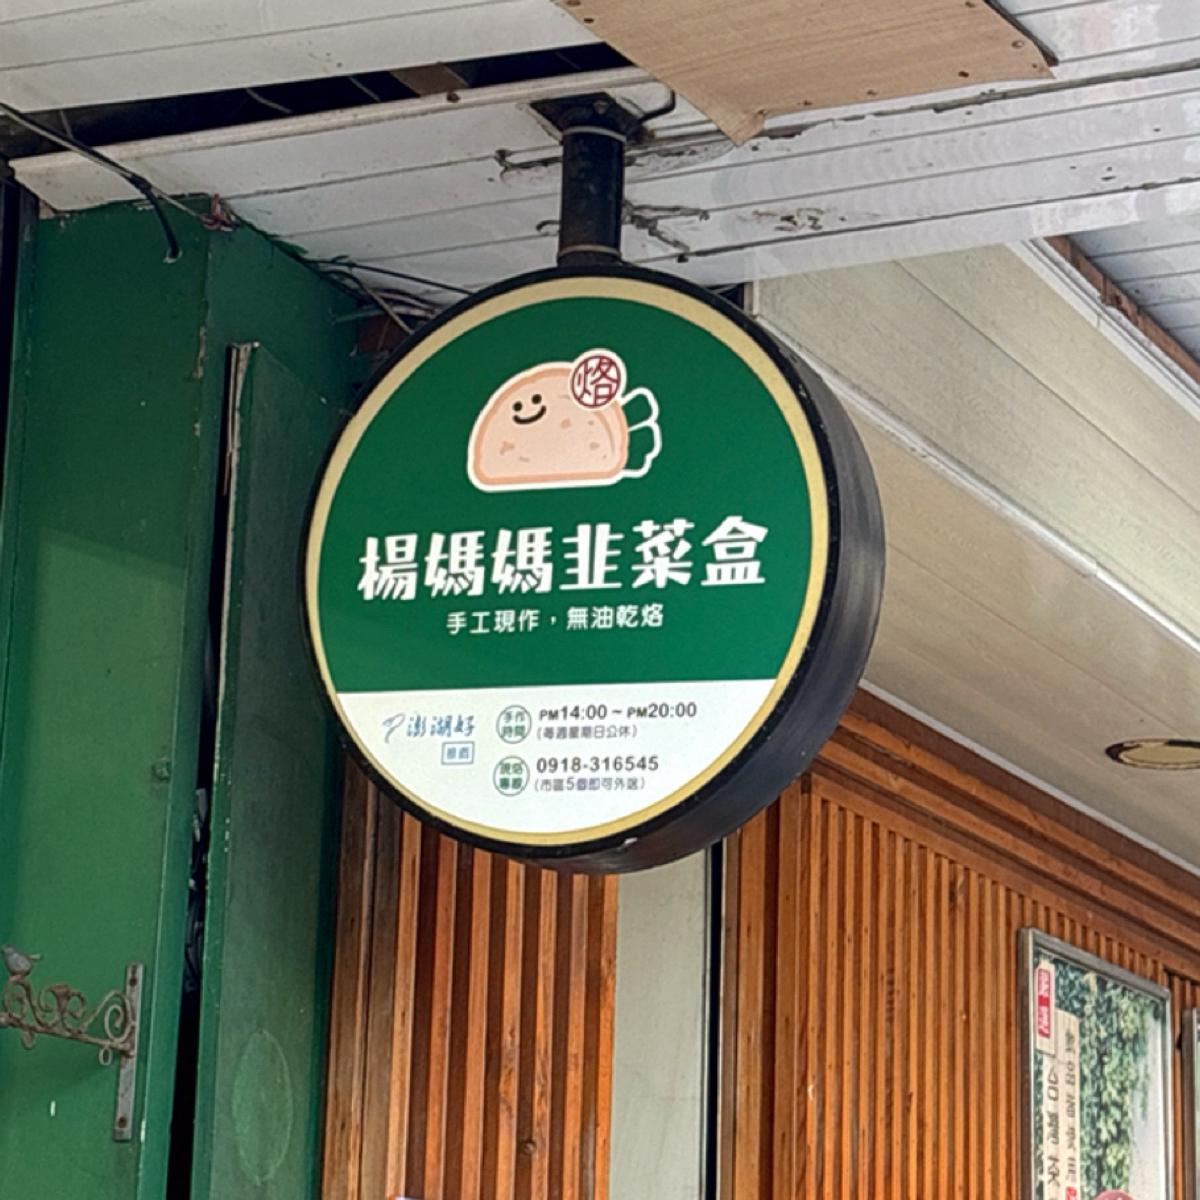 烙
楊媽媽韭菜盒
手工現作，無油乾烙
澎湖好
手作時間
PM14:00 ~ PM20:00
(每週星期日公休)
現烙專線
0918-316545
(市區5個即可外送)